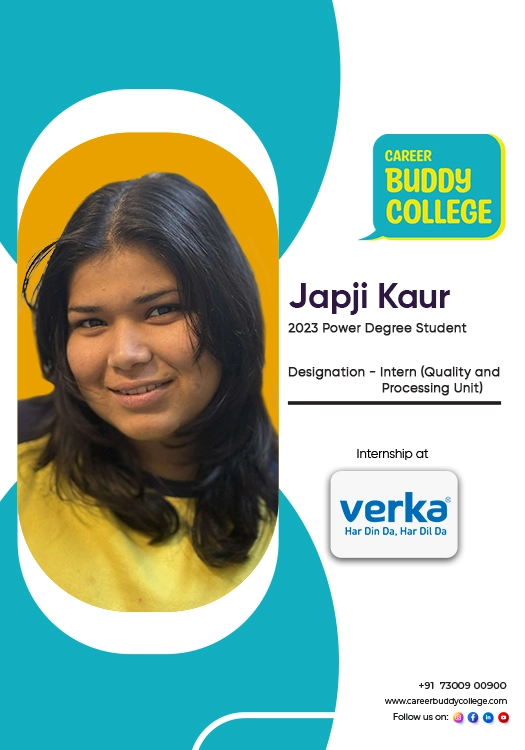 CAREER
BUDDY
COLLEGE
Japji Kaur
2023 Power Degree Student
Designation - Intern (Quality and
Processing Unit)
Internship at
verka®
Har Din Da, Har Dil Da
+91 73009 00900
www.careerbuddycollege.com
Follow us on: